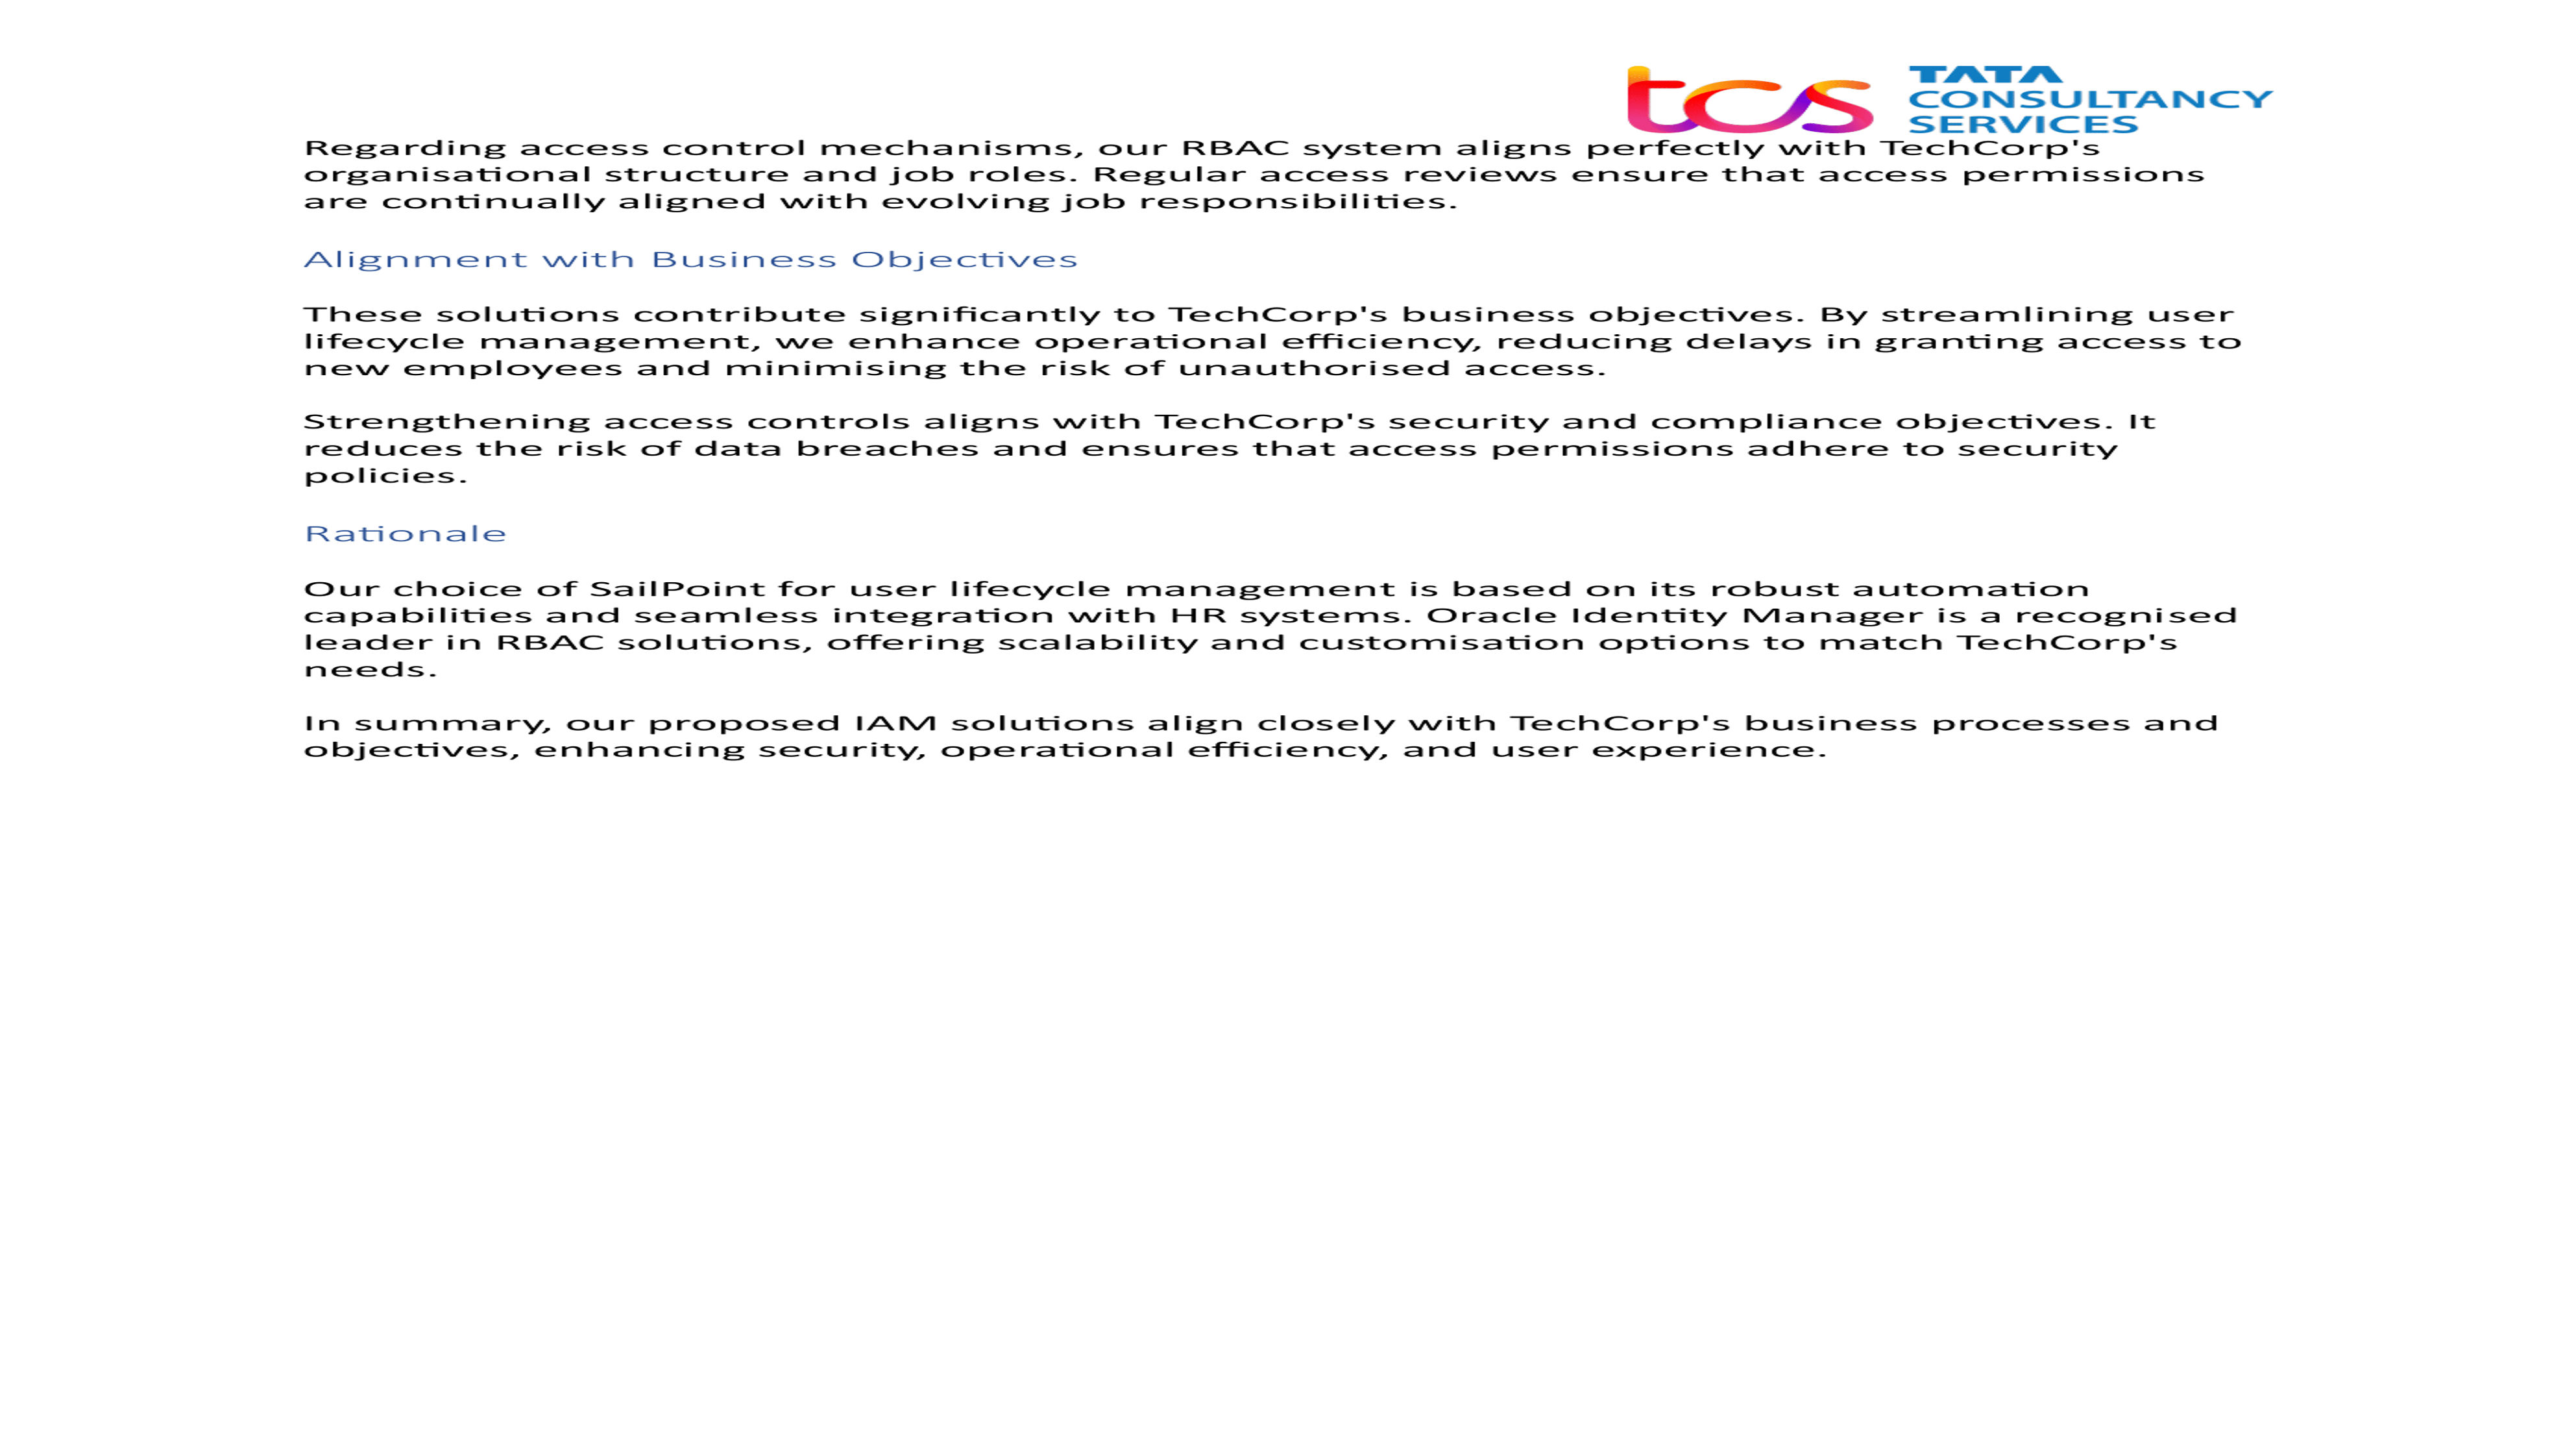 tcs TATA
CONSULTANCY
SERVICES
Regarding access control mechanisms, our RBAC system aligns perfectly with TechCorp's
organisational structure and job roles. Regular access reviews ensure that access permissions
are continually aligned with evolving job responsibilities.
Alignment with Business Objectives
These solutions contribute significantly to TechCorp's business objectives. By streamlining user
lifecycle management, we enhance operational efficiency, reducing delays in granting access to
new employees and minimising the risk of unauthorised access.
Strengthening access controls aligns with TechCorp's security and compliance objectives. It
reduces the risk of data breaches and ensures that access permissions adhere to security
policies.
Rationale
Our choice of SailPoint for user lifecycle management is based on its robust automation
capabilities and seamless integration with HR systems. Oracle Identity Manager is a recognised
leader in RBAC solutions, offering scalability and customisation options to match TechCorp's
needs.
In summary, our proposed IAM solutions align closely with TechCorp's business processes and
objectives, enhancing security, operational efficiency, and user experience.